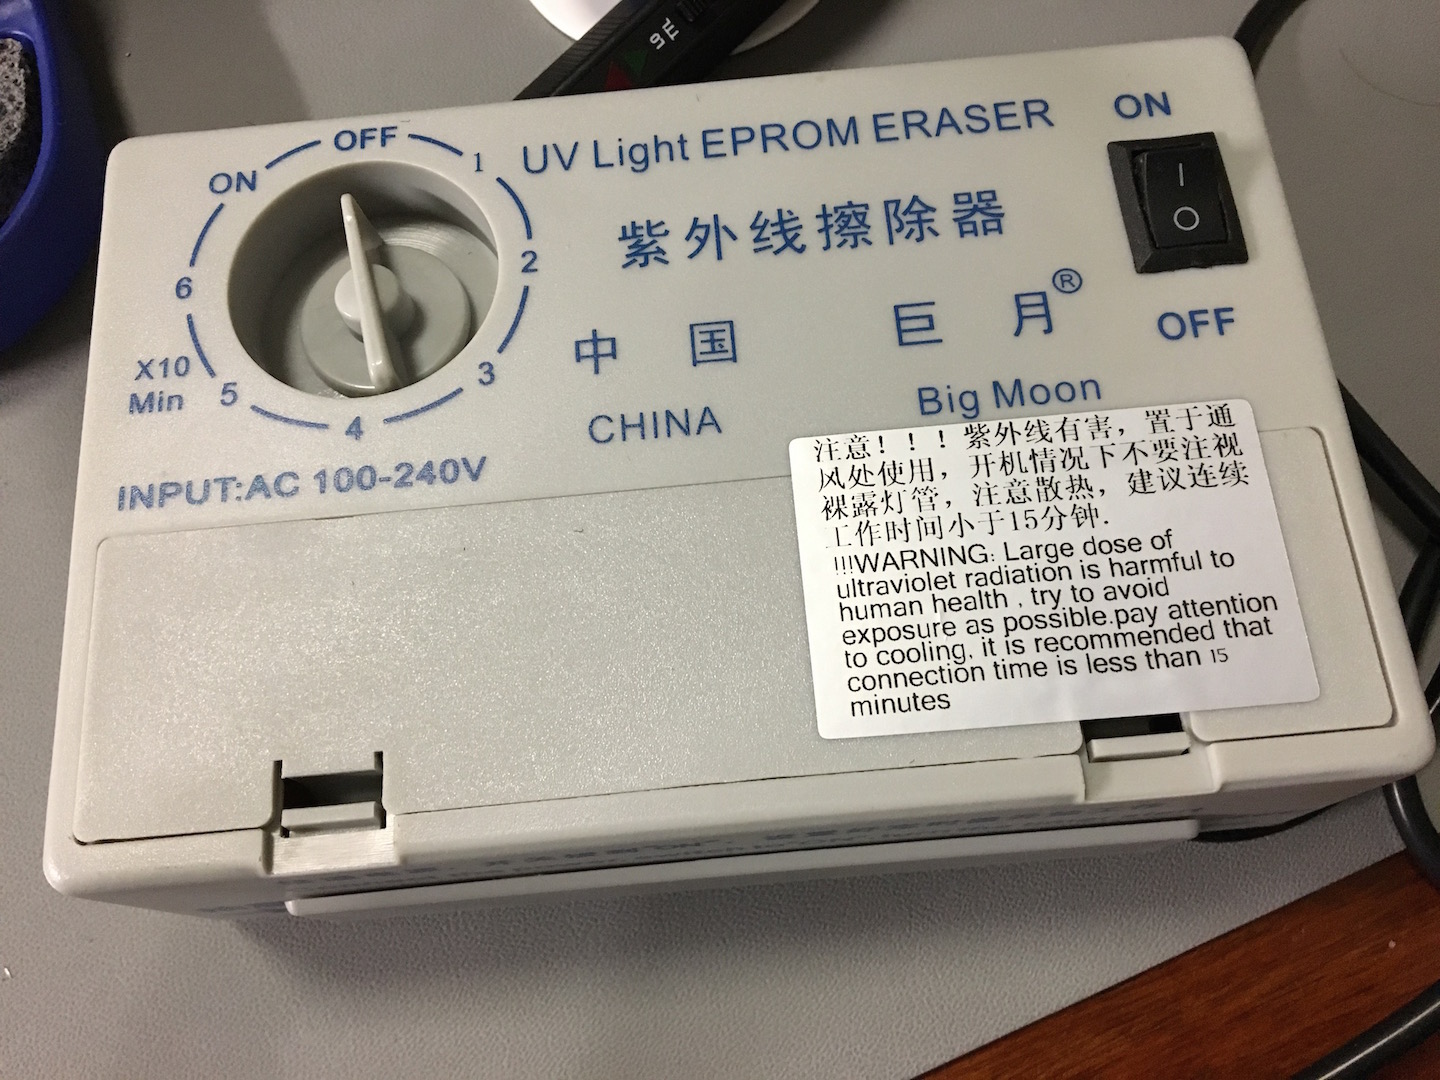 OFF
ON
1
2
3
4
5
6
X10
Min
INPUT:AC 100-240V
UV Light EPROM ERASER
紫外线擦除器
中国
巨月®
CHINA
Big Moon
ON
OFF
注意！！！紫外线有害，置于通
风处使用，开机情况下不要注视
裸露灯管，注意散热，建议连续
工作时间小于15分钟.
!!!WARNING: Large dose of
ultraviolet radiation is harmful to
human health , try to avoid
exposure as possible.pay attention
to cooling, it is recommended that
connection time is less than 15
minutes